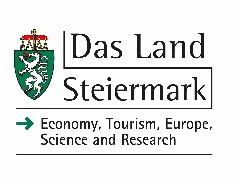 Das Land
Steiermark
Economy, Tourism, Europe,
Science and Research